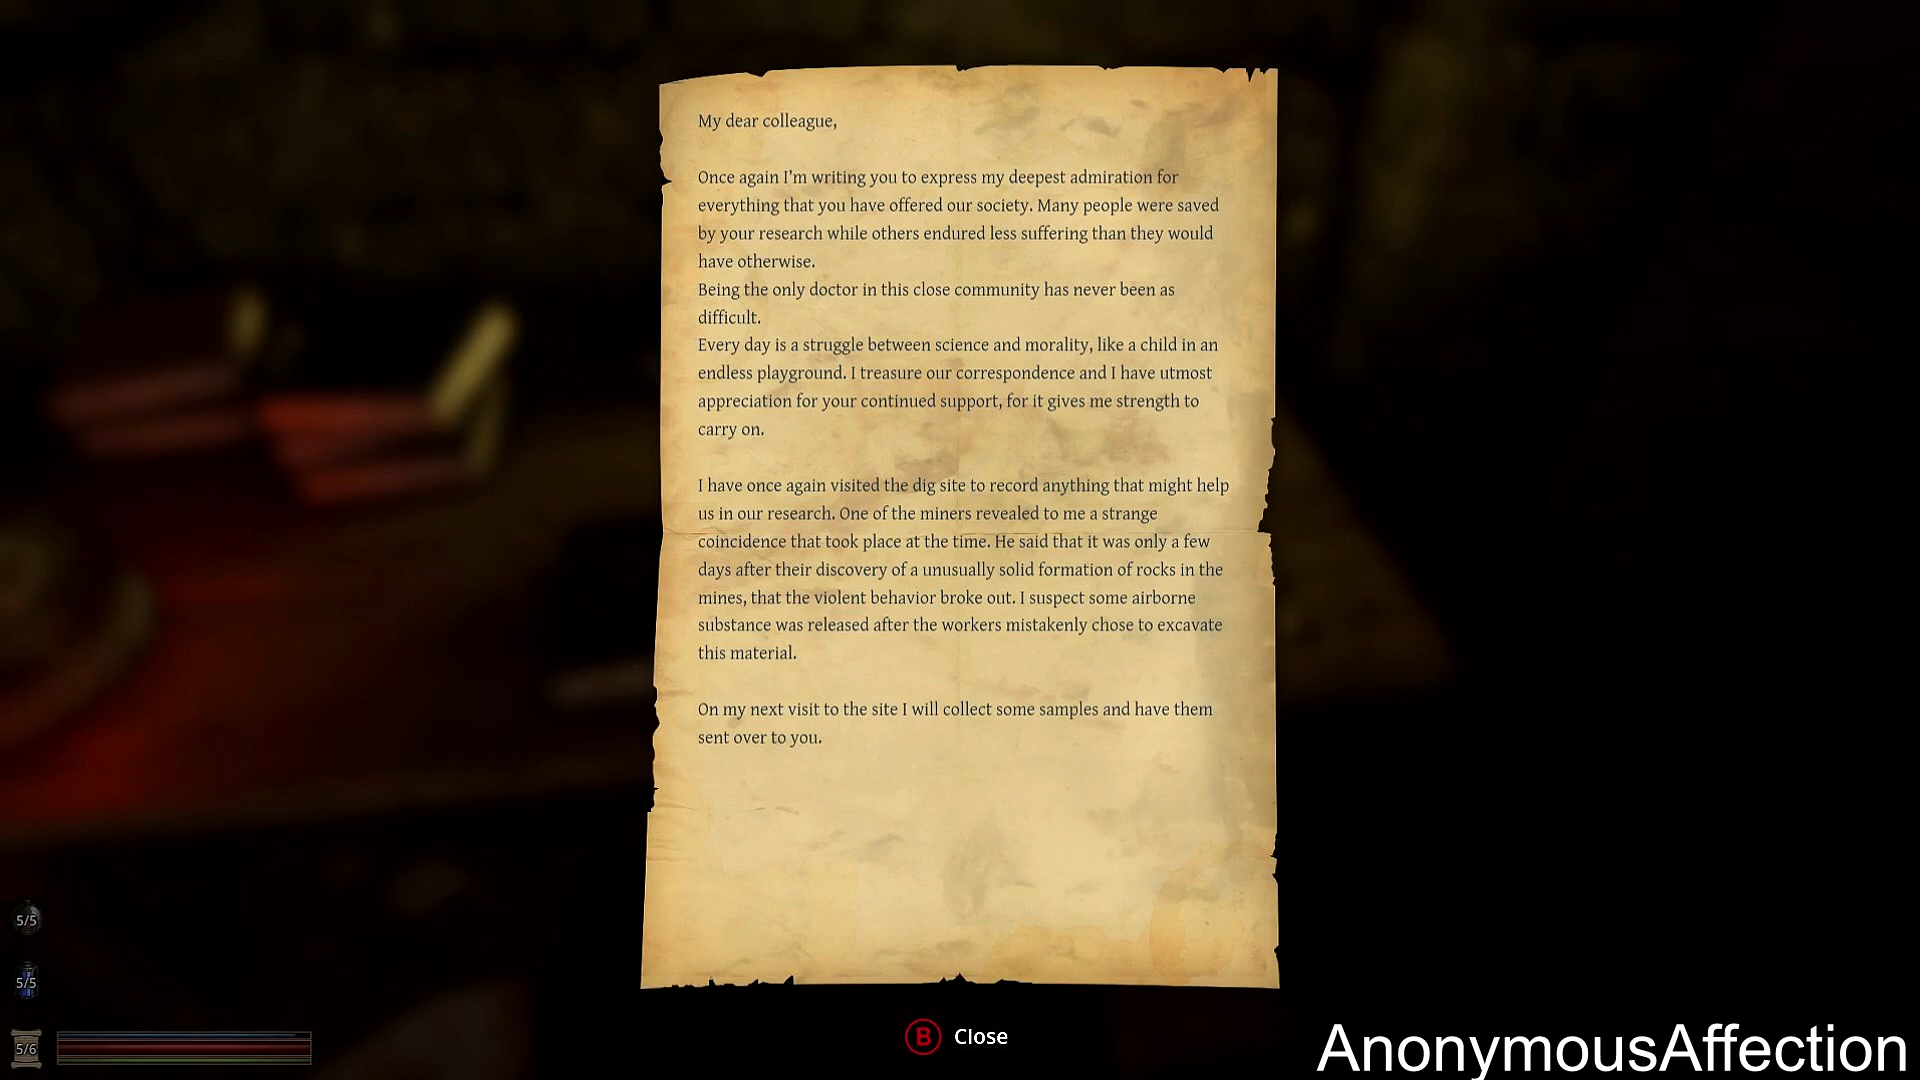 My dear colleague,
Once again I'm writing you to express my deepest admiration for
everything that you have offered our society. Many people were saved
by your research while others endured less suffering than they would
have otherwise.
Being the only doctor in this close community has never been as
difficult.
Every day is a struggle between science and morality, like a child in an
endless playground. I treasure our correspondence and I have utmost
appreciation for your continued support, for it gives me strength to
carry on.
I have once again visited the dig site to record anything that might help
us in our research. One of the miners revealed to me a strange
coincidence that took place at the time. He said that it was only a few
days after their discovery of a unusually solid formation of rocks in the
mines, that the violent behavior broke out. I suspect some airborne
substance was released after the workers mistakenly chose to excavate
this material.
On my next visit to the site I will collect some samples and have them
sent over to you.
5/5
5/5
5/6
B Close
AnonymousAffection